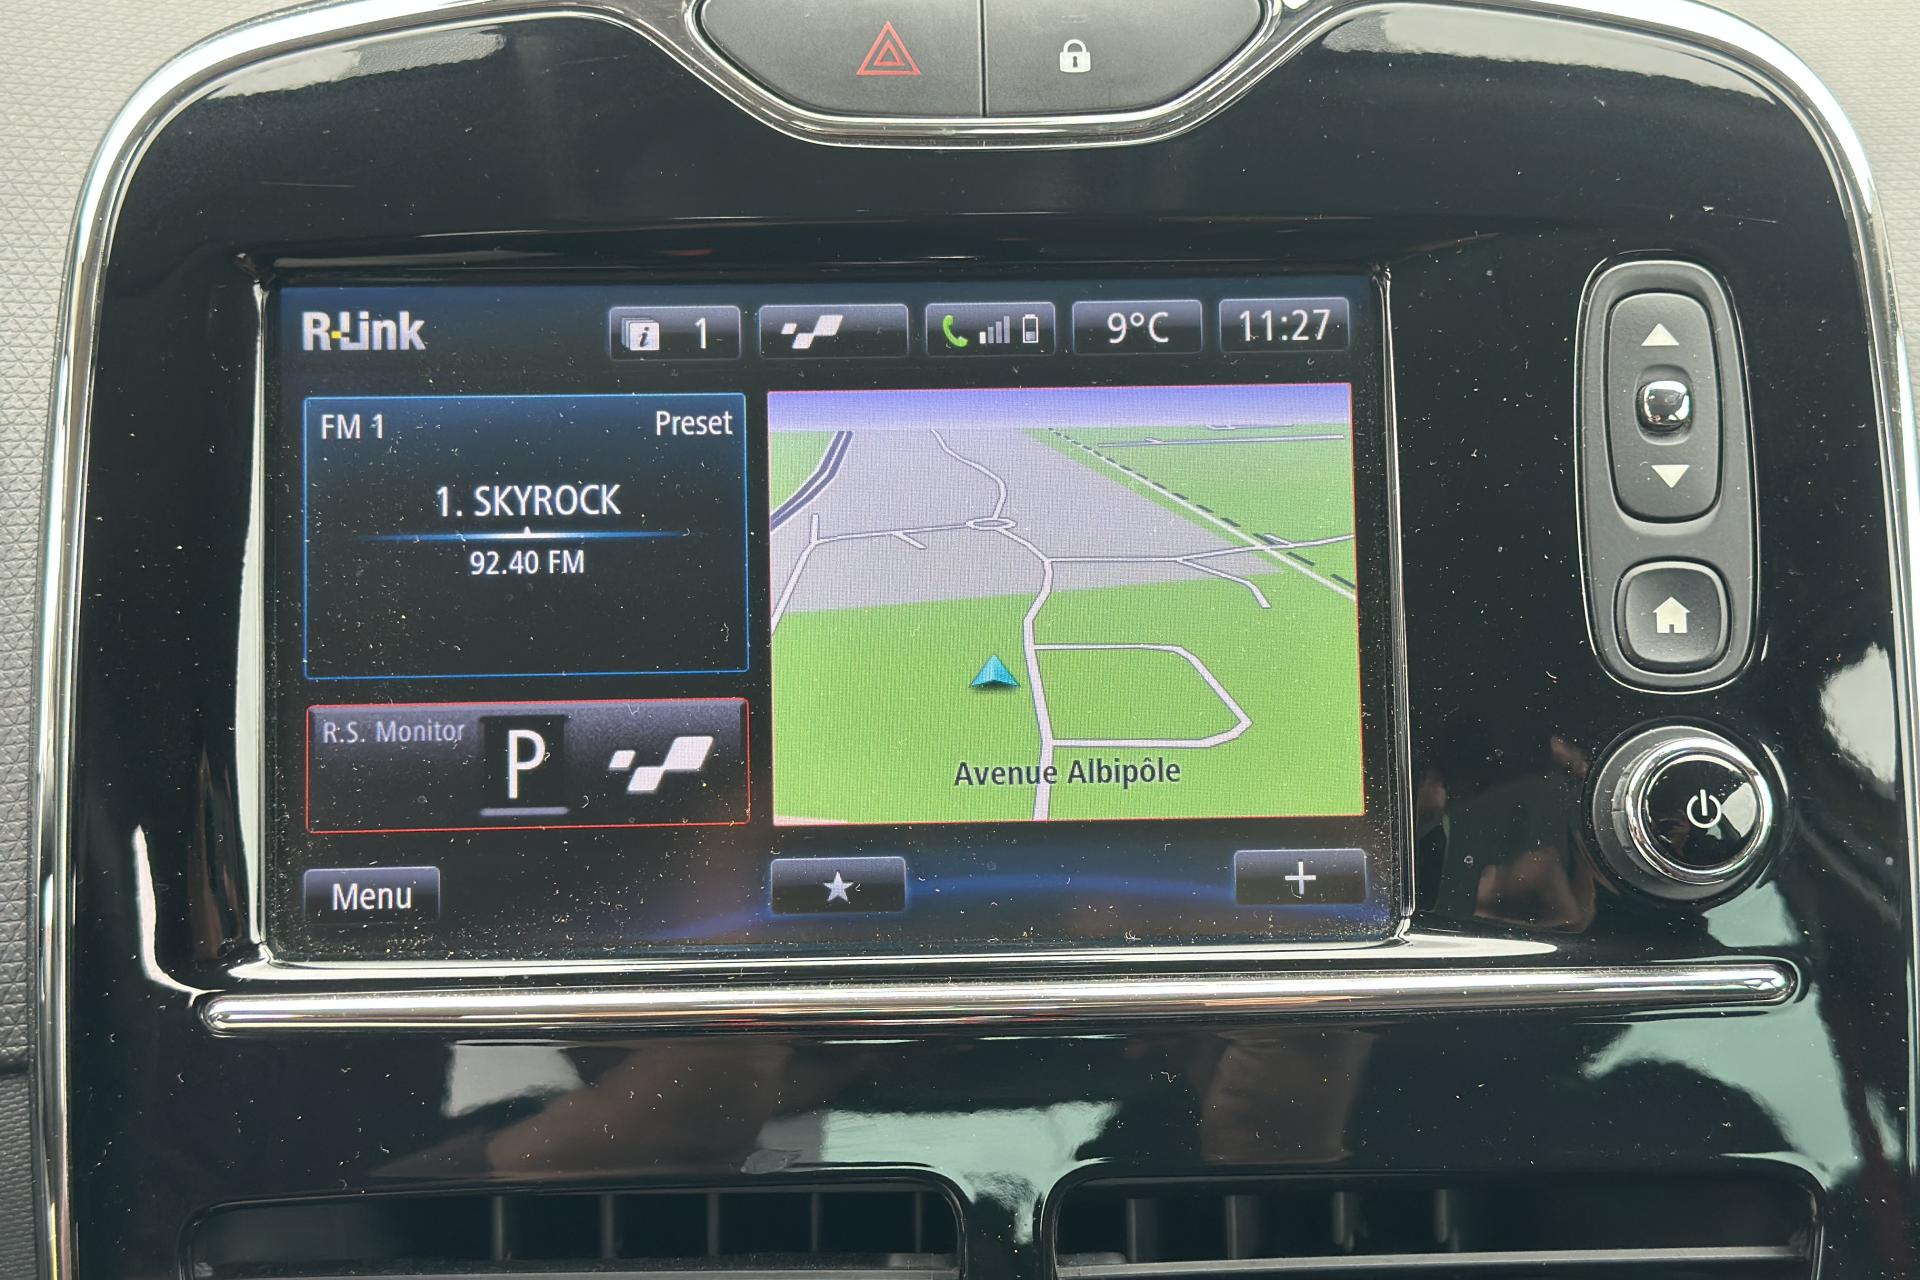 R-Link
1
9°C
11:27
FM 1
Preset
1. SKYROCK
92.40 FM
R.S. Monitor
P
Avenue Albipôle
Menu